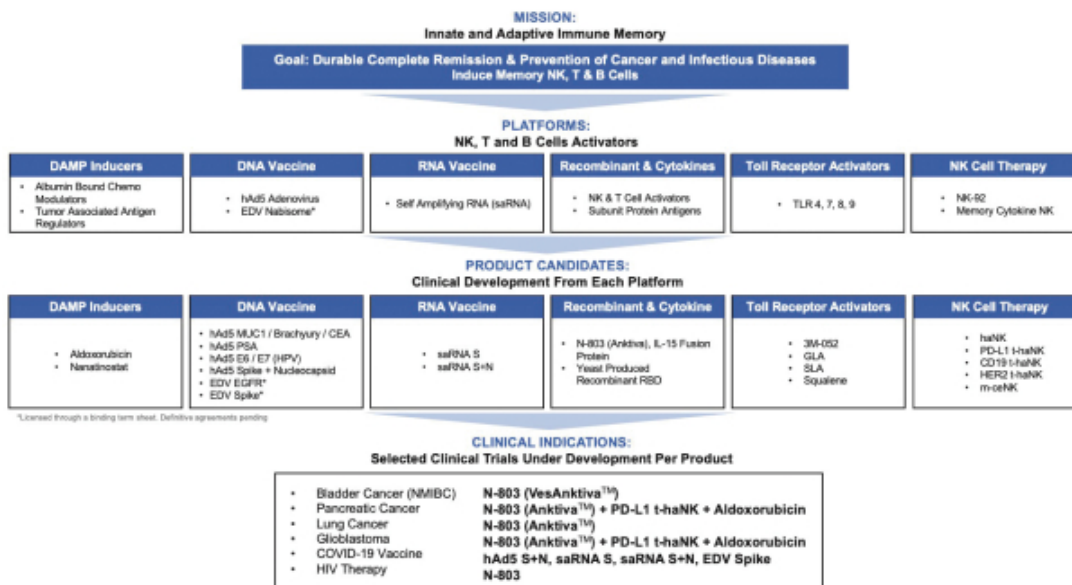 MISSION:
Innate and Adaptive Immune Memory
Goal: Durable Complete Remission & Prevention of Cancer and Infectious Diseases
Induce Memory NK, T & B Cells
PLATFORMS:
NK, T and B Cells Activators
DAMP Inducers
• Albumin Bound Chemo
Modulators
• Tumor Associated Antigen
Regulators
DNA Vaccine
• hAd5 Adenovirus
• EDV Nabisome*
RNA Vaccine
• Self Amplifying RNA (saRNA)
Recombinant & Cytokines
• NK & T Cell Activators
• Subunit Protein Antigens
Toll Receptor Activators
• TLR 4, 7, 8, 9
NK Cell Therapy
• NK-92
• Memory Cytokine NK
PRODUCT CANDIDATES:
Clinical Development From Each Platform
DAMP Inducers
• Aldoxorubicin
• Nanatinostat
DNA Vaccine
• hAd5 MUC1 / Brachyury / CEA
• hAd5 PSA
• hAd5 E6 / E7 (HPV)
• hAd5 Spike + Nucleocapsid
• EDV EGFR*
• EDV Spike*
RNA Vaccine
• saRNA S
• saRNA S+N
Recombinant & Cytokine
• N-803 (Anktiva), IL-15 Fusion
Protein
• Yeast Produced
Recombinant RBD
Toll Receptor Activators
• 3M-052
• GLA
• SLA
• Squalene
NK Cell Therapy
• haNK
• PD-L1 t-haNK
• CD19 t-haNK
• HER2 t-haNK
• m-ceNK
*Licensed through a binding term sheet. Definitive agreements pending
CLINICAL INDICATIONS:
Selected Clinical Trials Under Development Per Product
• Bladder Cancer (NMIBC) N-803 (VesAnktiva™)
• Pancreatic Cancer N-803 (Anktiva™) + PD-L1 t-haNK + Aldoxorubicin
• Lung Cancer N-803 (Anktiva™)
• Glioblastoma N-803 (Anktiva™) + PD-L1 t-haNK + Aldoxorubicin
• COVID-19 Vaccine hAd5 S+N, saRNA S, saRNA S+N, EDV Spike
• HIV Therapy N-803